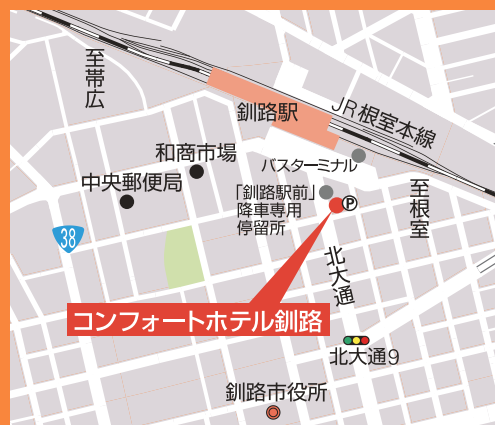 至帯広
釧路駅
JR根室本線
和商市場
バスターミナル
中央郵便局
「釧路駅前」
降車専用
停留所
P
至根室
38
北大通
コンフォートホテル釧路
北大通9
釧路市役所